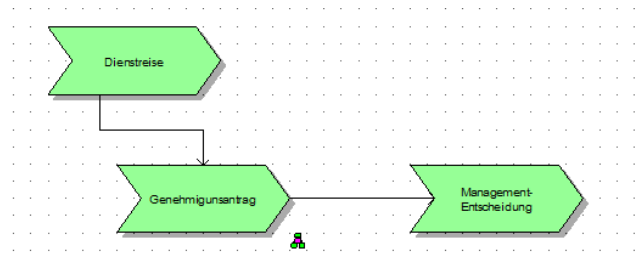 Dienstreise
Genehmigunsantrag
Management-
Entscheidung